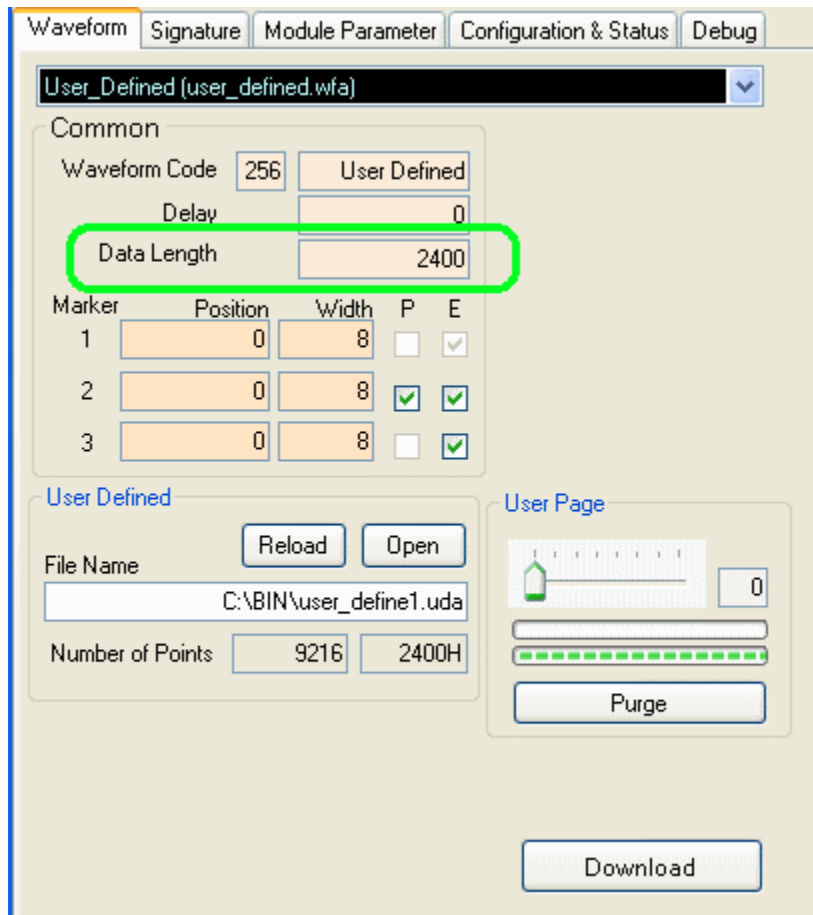 Waveform Signature Module Parameter Configuration & Status Debug
User_Defined (user_defined.wfa)
Common
Waveform Code 256 User Defined
Delay 0
Data Length 2400
Marker Position Width P E
1 0 8
2 0 8
3 0 8
User Defined
Reload Open
File Name
C:\BIN\user_define1.uda
Number of Points 9216 2400H
User Page
0
Purge
Download